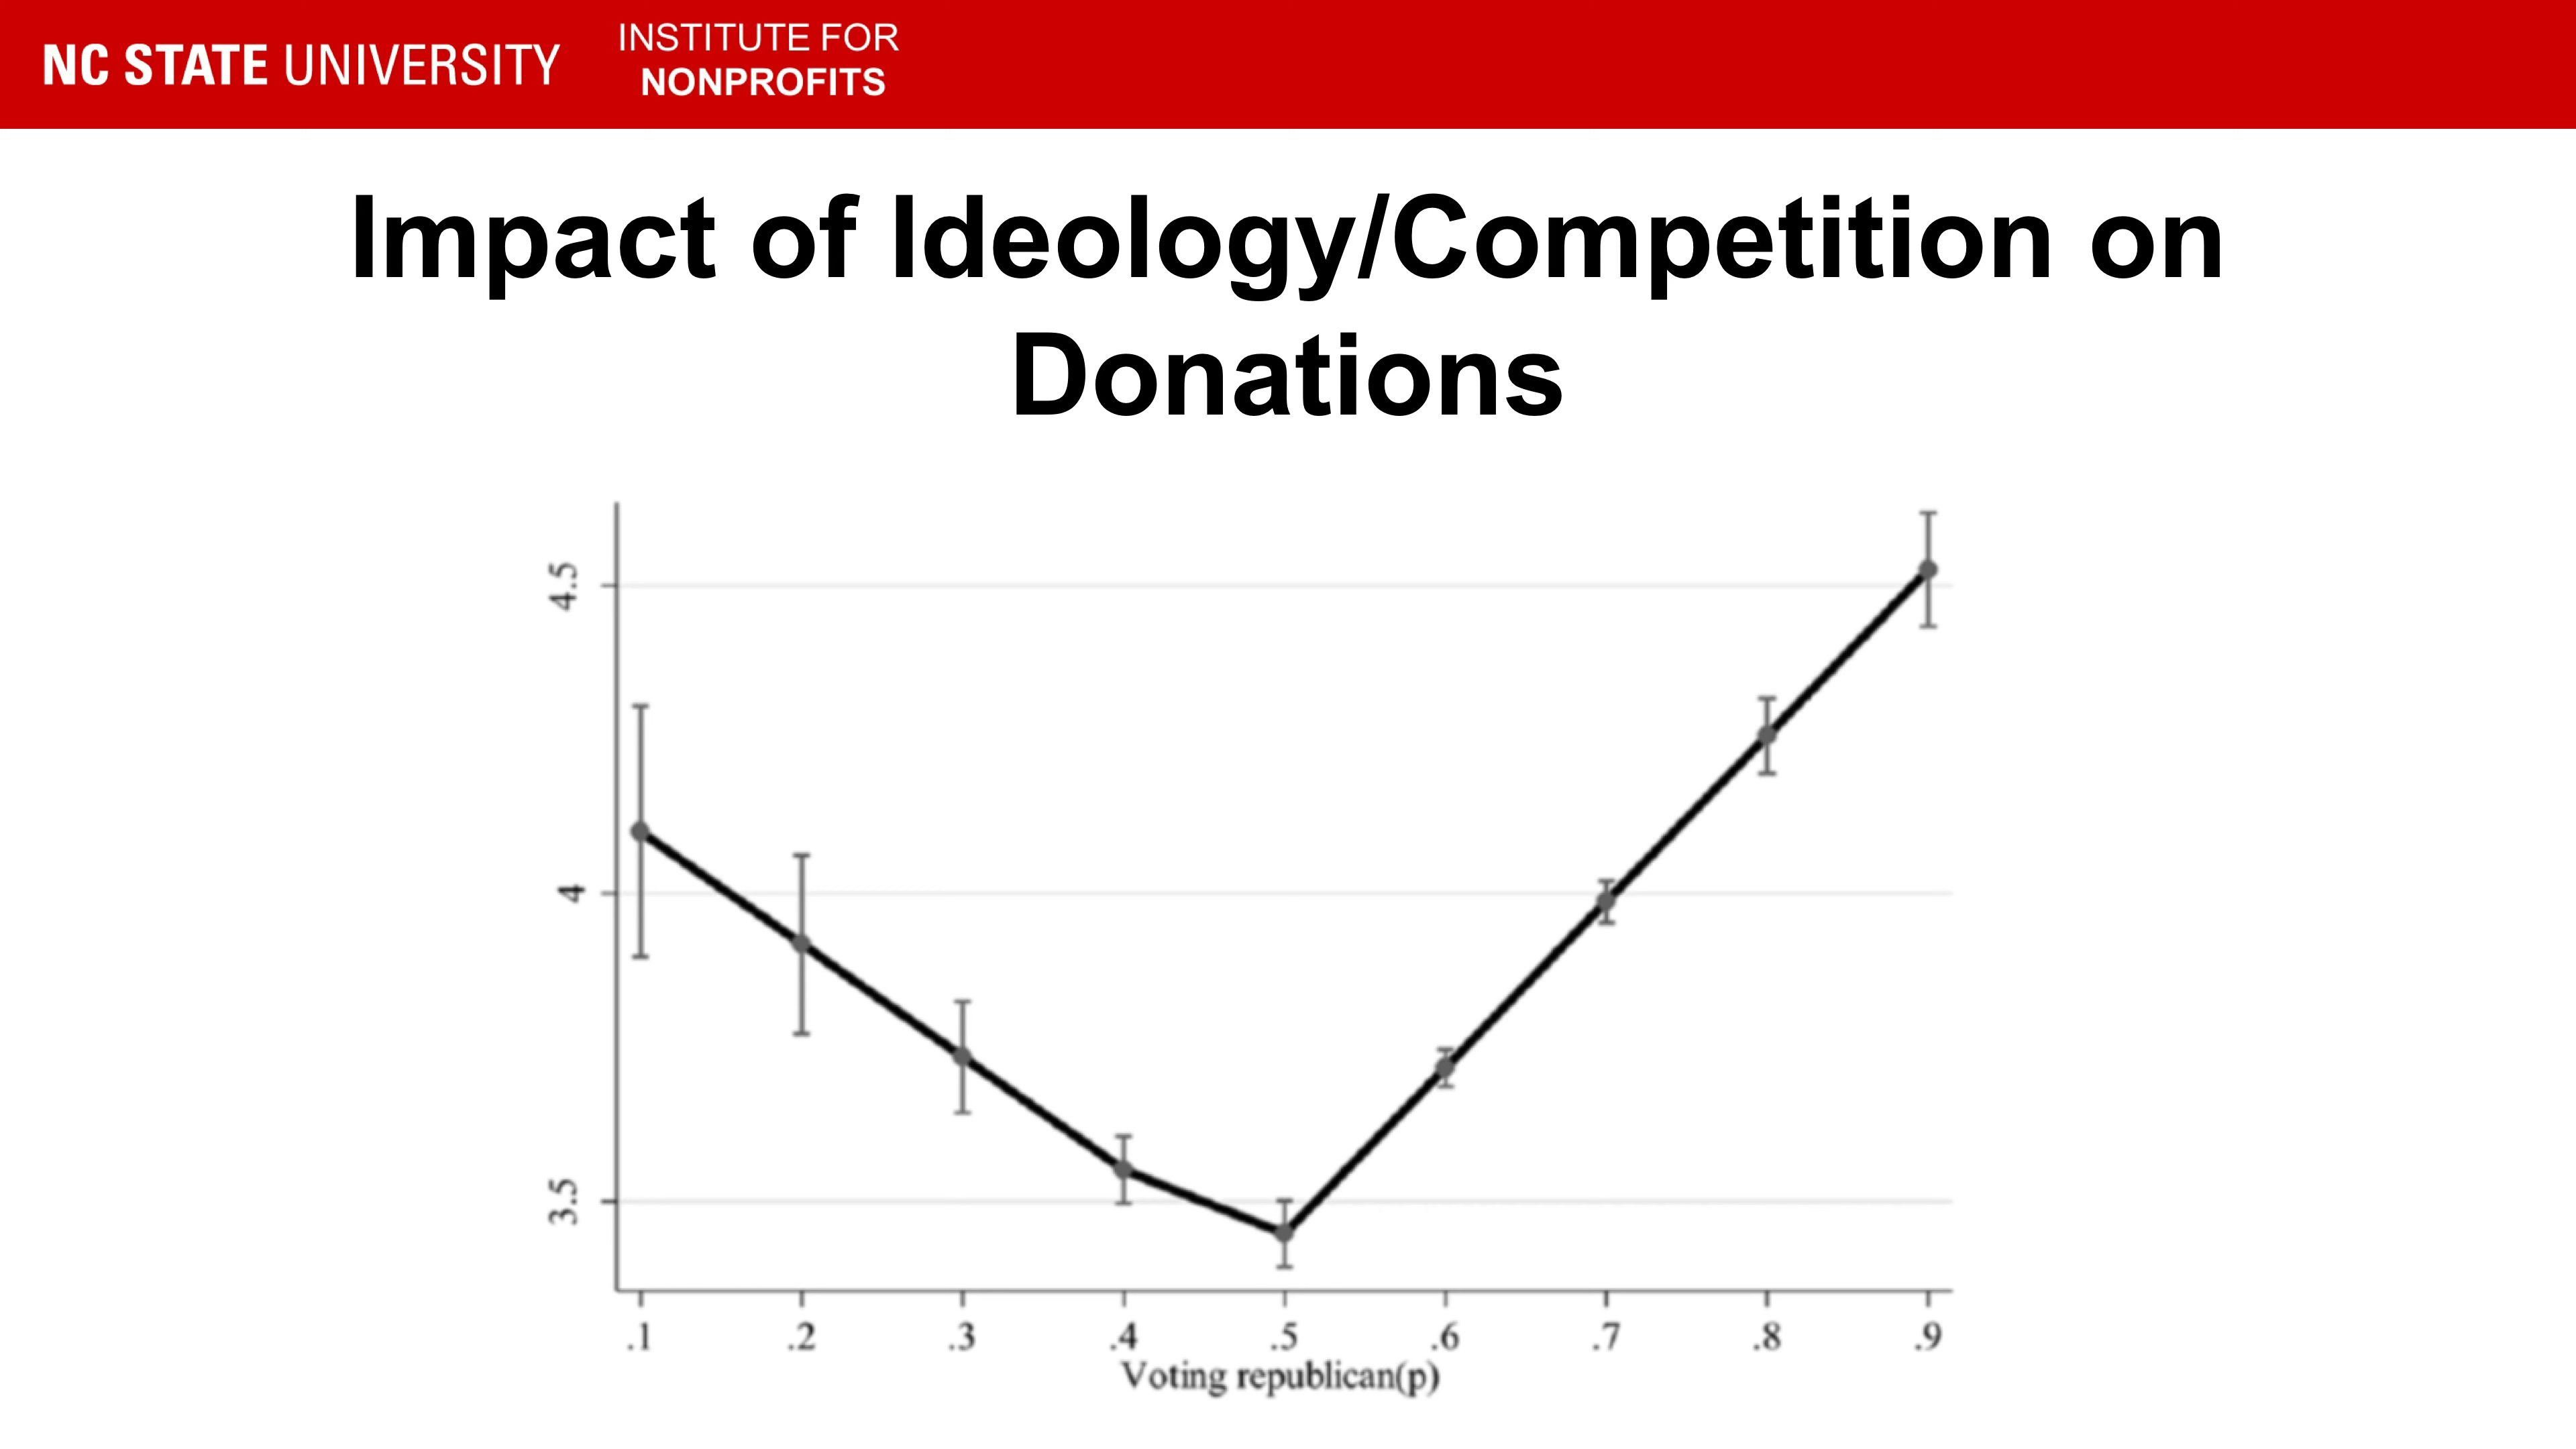 NC STATE UNIVERSITY
INSTITUTE FOR
NONPROFITS
Impact of Ideology/Competition on
Donations
4.5
4
3.5
.1 .2 .3 .4 .5 .6 .7 .8 .9
Voting republican(p)